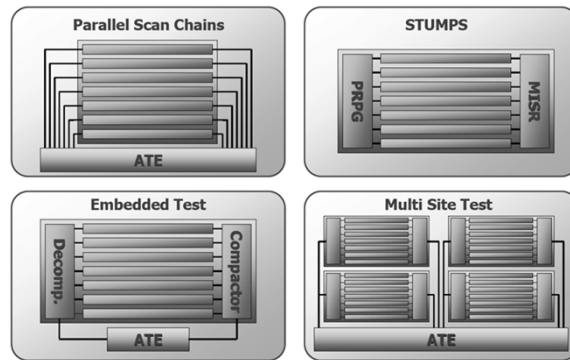 Parallel Scan Chains
ATE
STUMPS
PRPG
MISR
Embedded Test
Decomp.
Compactor
ATE
Multi Site Test
ATE